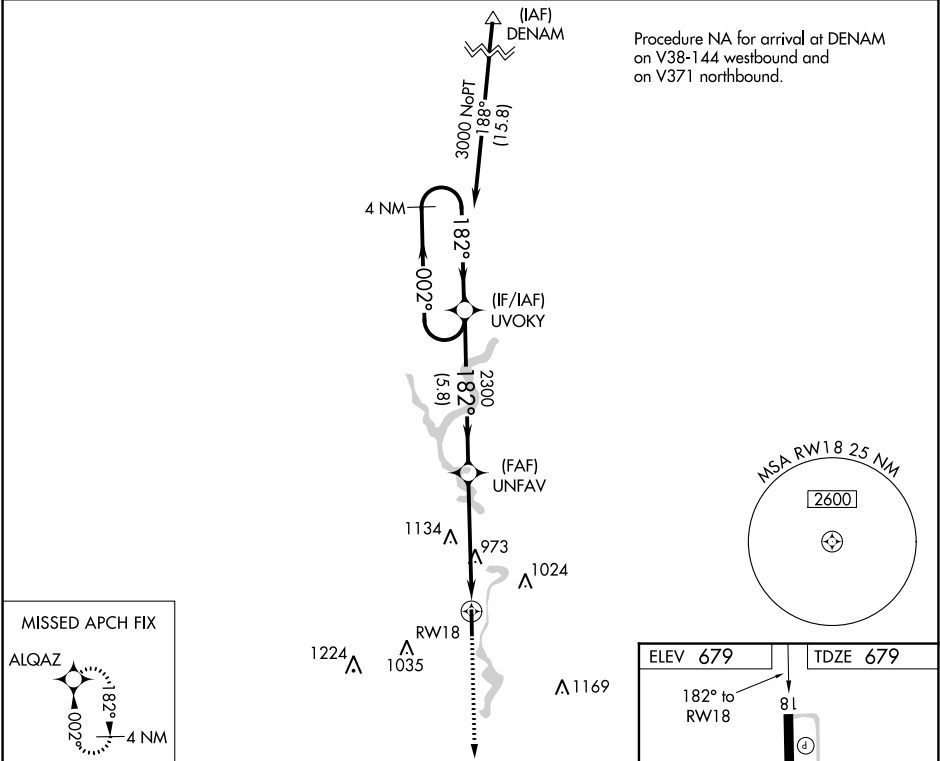 (IAF)
DENAM
Procedure NA for arrival at DENAM
on V38-144 westbound and
on V371 northbound.
3000 NoPT
188°
(15.8)
4 NM
182°
002°
(IF/IAF)
UVOKY
2300
182°
(5.8)
(FAF)
UNFAV
MSA RW18 25 NM
2600
1134
973
1024
RW18
1224
1035
1169
MISSED APCH FIX
ALQAZ
182°
002°
4 NM
ELEV 679
TDZE 679
182° to
RW18
18
P